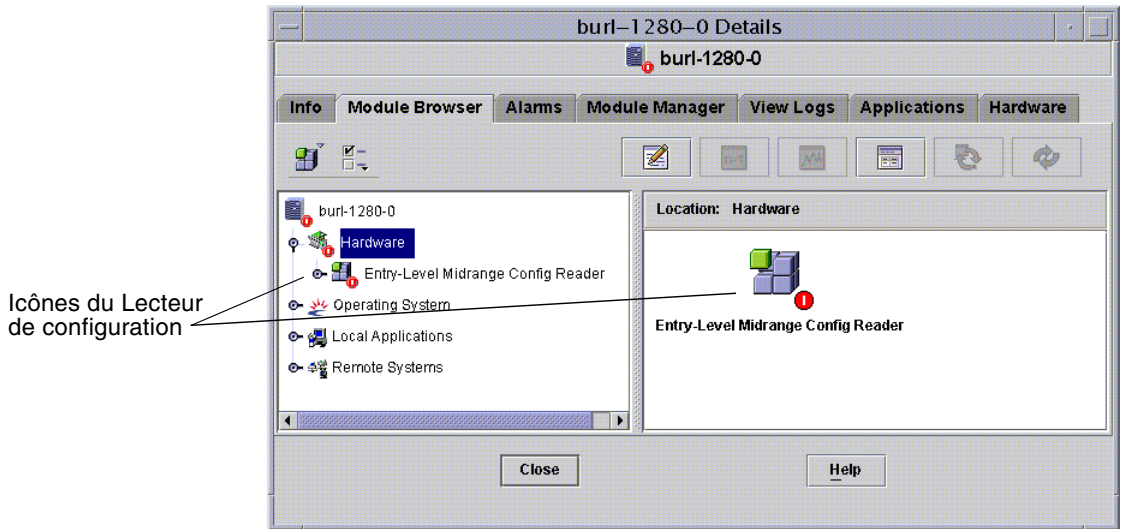 burl–1280–0 Details
burl-1280-0
Info Module Browser Alarms Module Manager View Logs Applications Hardware
burl-1280-0
Hardware
Entry-Level Midrange Config Reader
Operating System
Local Applications
Remote Systems
Location: Hardware
Entry-Level Midrange Config Reader
Icônes du Lecteur
de configuration
Close Help